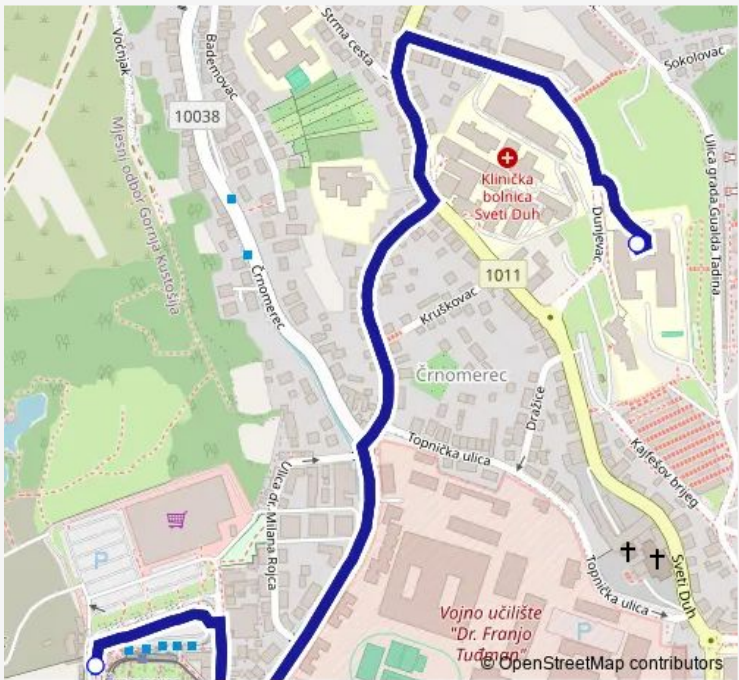 Strma cesta
Vočnjak
Bademovac
Sokolovac
10038
Mjesni odbor Gornja Kustošija
Ulica grada Gualda Tadina
Klinička
bolnica
Sveti Duh
Dunjevac
1011
Črnomerec
Kruškovac
Črnomerec
Dražice
Topnička ulica
Kajfešov brijeg
Ulica dr. Milana Rojca
P
Sveti Duh
Topnička ulica
Vojno učilište
"Dr. Franjo
Tuđman"
P
© OpenStreetMap contributors